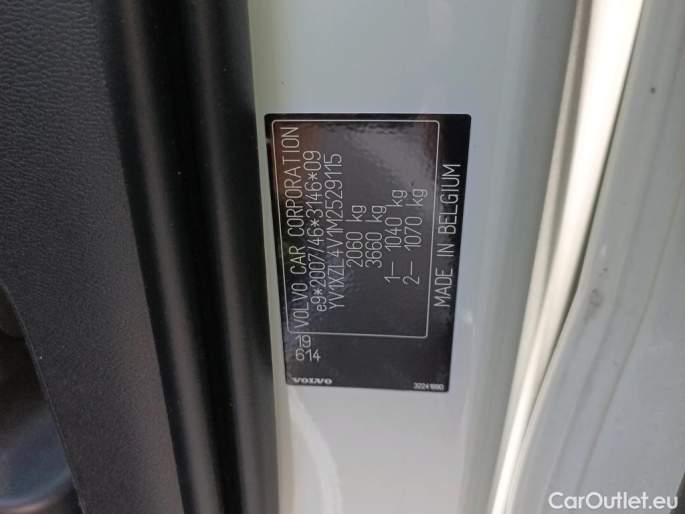 VOLVO CAR CORPORATION
e9*2007/46*3146*09
YV1XZL4V1M2529115
2060 kg
3660 kg
1— 1040 kg
2— 1070 kg
MADE IN BELGIUM
19
614
VOLVO
32241890
CarOutlet.eu